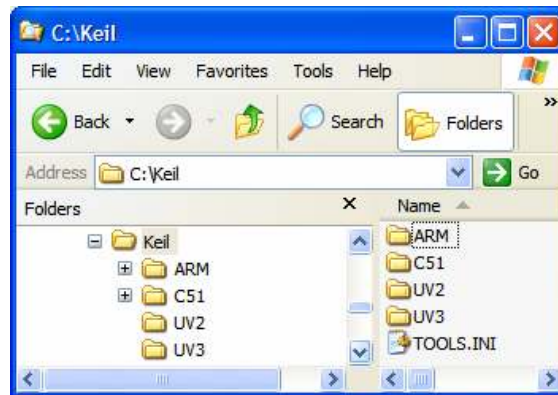 C:\Keil
File Edit View Favorites Tools Help
Back Search Folders »
Address C:\Keil Go
Folders × Name
Keil ARM
ARM C51
C51 UV2
UV2 UV3
UV3 TOOLS.INI